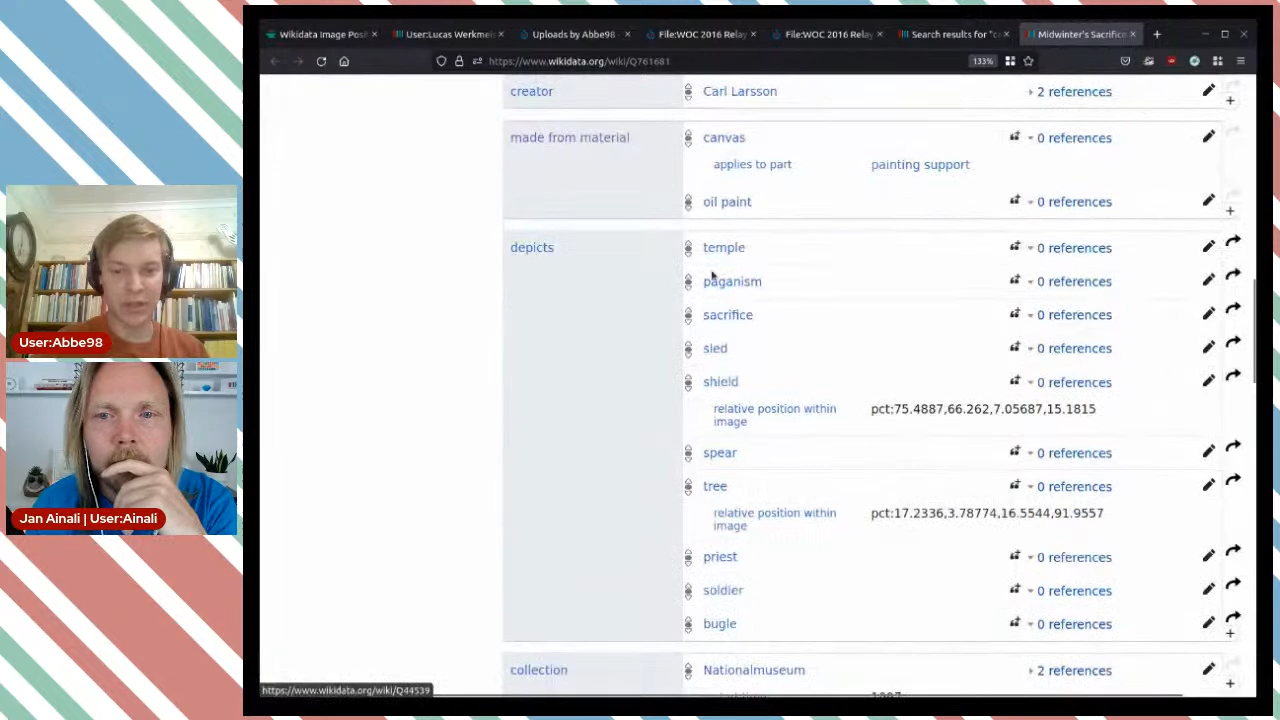 Wikidata Image Posi
User:Lucas Werkmeis
Uploads by Abbe98 -
File:WOC 2016 Relay
File:WOC 2016 Relay
Search results for "c
Midwinter's Sacrifice
https://www.wikidata.org/wiki/Q761681
133%
creator
Carl Larsson
2 references
made from material
canvas
0 references
applies to part
painting support
oil paint
0 references
depicts
temple
0 references
paganism
0 references
sacrifice
0 references
sled
0 references
shield
0 references
relative position within
image
pct:75.4887,66.262,7.05687,15.1815
spear
0 references
tree
0 references
relative position within
image
pct:17.2336,3.78774,16.5544,91.9557
priest
0 references
soldier
0 references
bugle
0 references
collection
Nationalmuseum
2 references
https://www.wikidata.org/wiki/Q44539
User:Abbe98
Jan Ainali | User:Ainali